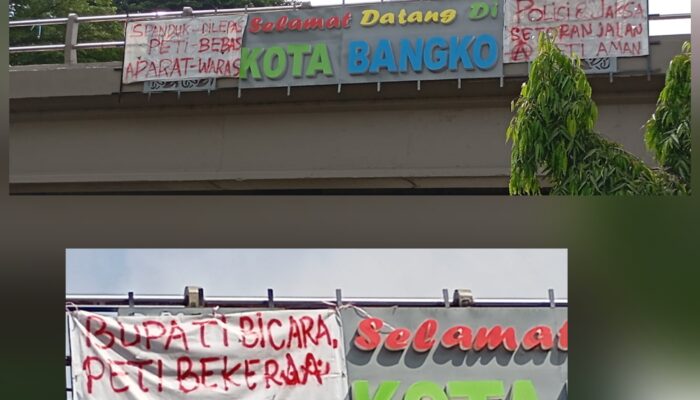 SPANDUK-DILEPAS
PETI-BEBAS
APARAT-WARAS
Selamat Datang Di
KOTA BANGKO
POLISI & JAKSA
SETORAN JALAN
PETI AMAN
BUPATI BICARA,
PETI BEKERJA
Selamat
KOTA